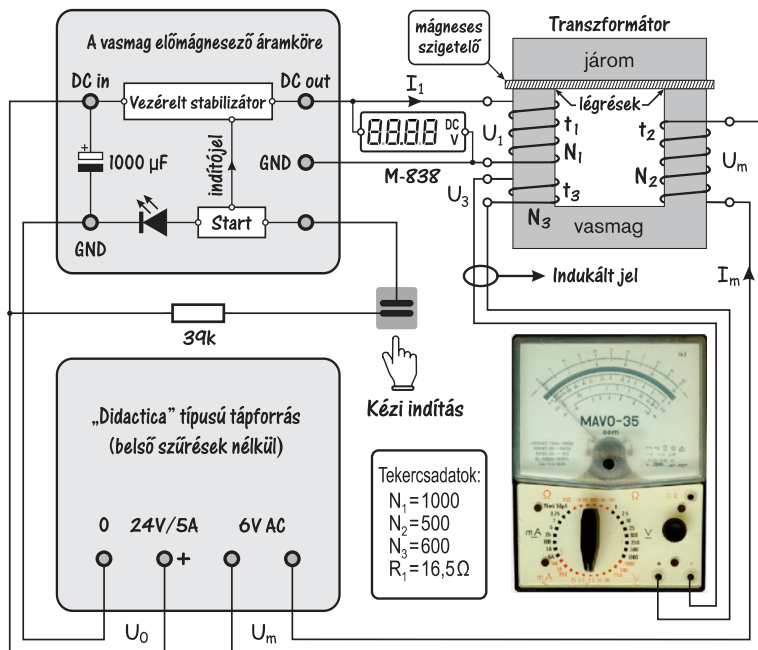 A vasmag előmágnesező áramköre
DC in
Vezérelt stabilizátor
DC out
+
1000 µF
indítójel
GND
Start
GND
I₁
8.8.8.8 DC V
M-838
mágneses szigetelő
Transzformátor
járom
légrések
U₁
t₁
N₁
t₂
N₂
Uₘ
U₃
t₃
N₃
vasmag
Indukált jel
Iₘ
39k
Kézi indítás
„Didactica” típusú tápforrás
(belső szűrések nélkül)
0 24V/5A 6V AC
+
U₀ Uₘ
Tekercsadatok:
N₁=1000
N₂=500
N₃=600
R₁=16,5Ω
MAVO-35
Ω Ω
mA V
mA V